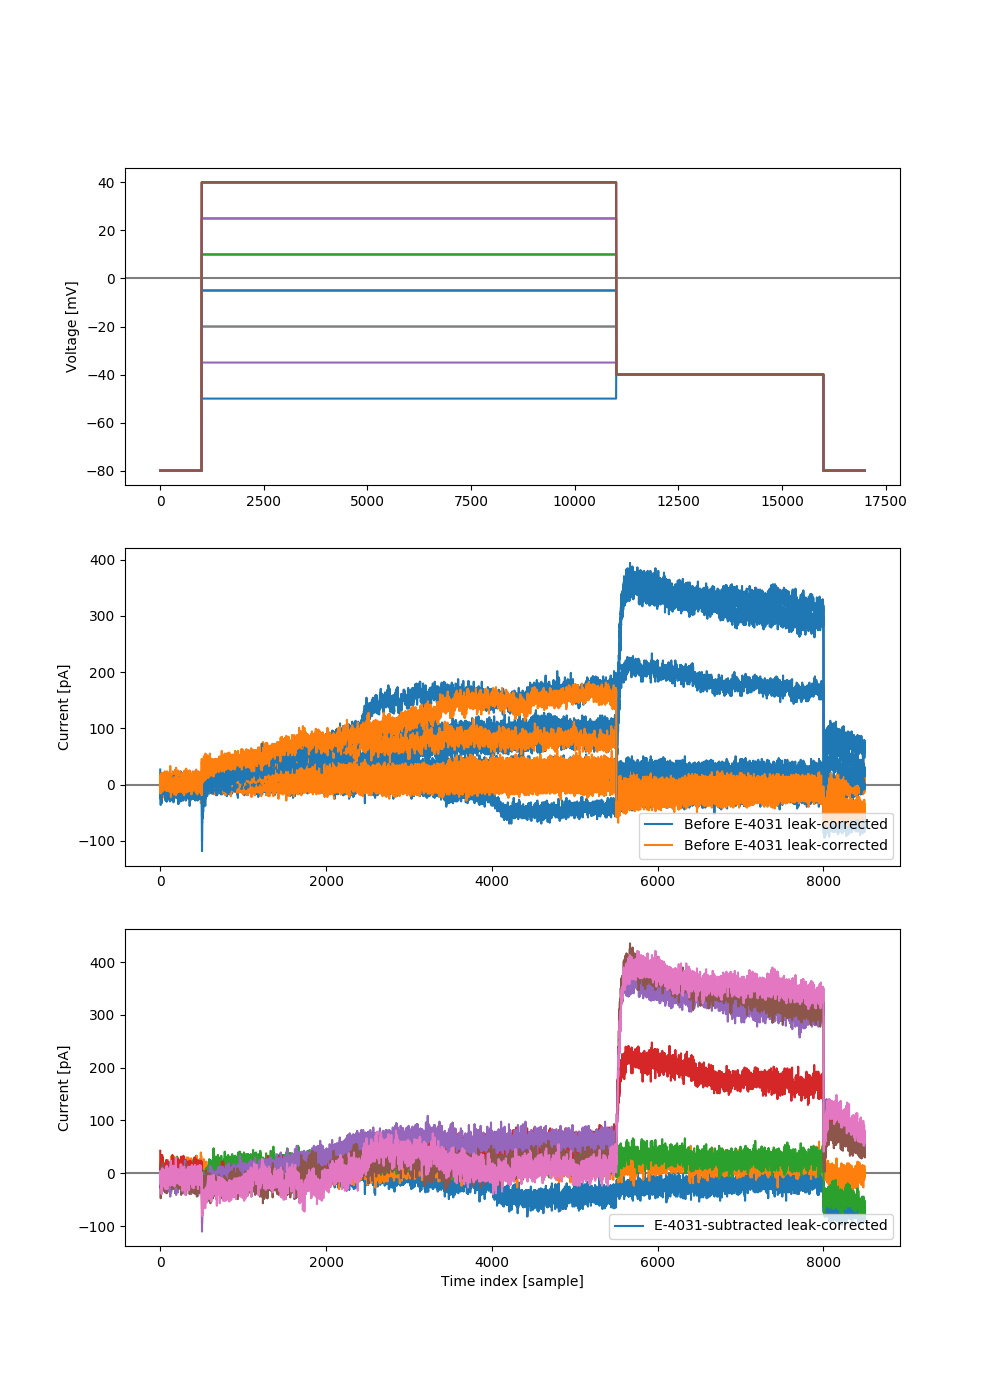 40
20
0
−20
−40
−60
−80
Voltage [mV]
0 2500 5000 7500 10000 12500 15000 17500
400
300
200
100
0
−100
Current [pA]
Before E-4031 leak-corrected
Before E-4031 leak-corrected
0 2000 4000 6000 8000
400
300
200
100
0
−100
Current [pA]
E-4031-subtracted leak-corrected
0 2000 4000 6000 8000
Time index [sample]